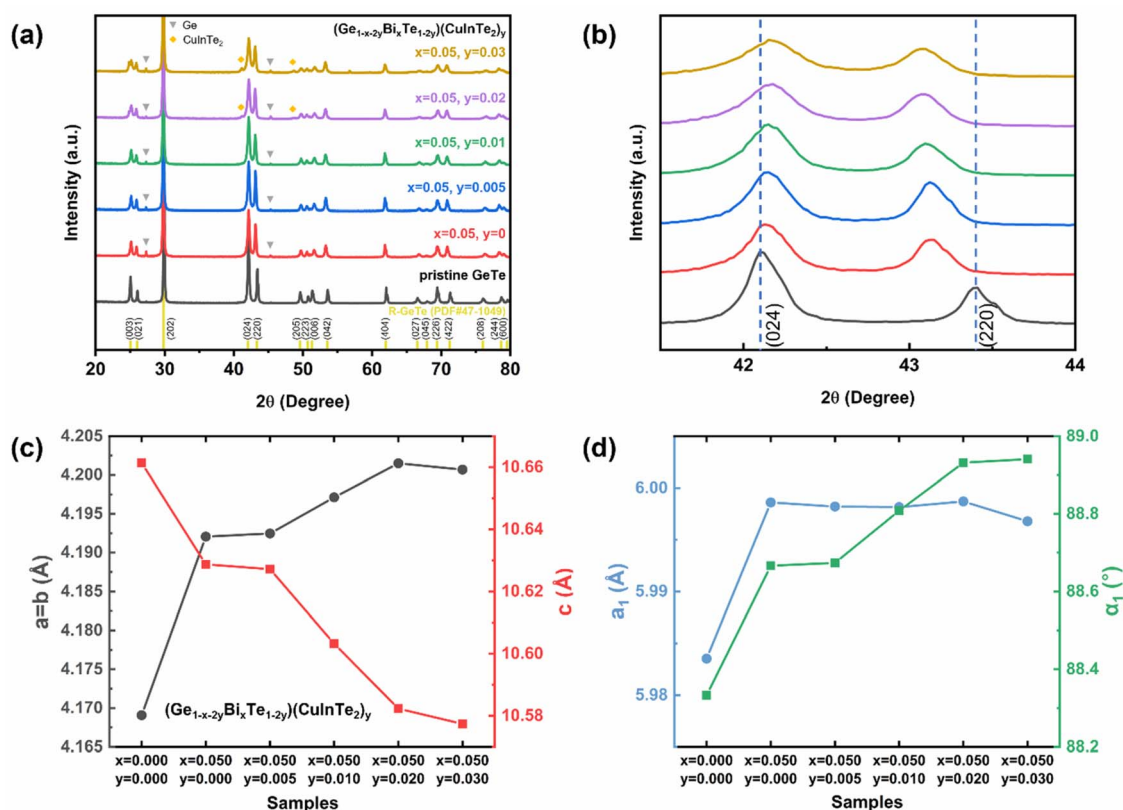 (a)
Ge
CuInTe₂
(Ge₁₋ₓ₋₂ᵧBiₓTe₁₋₂ᵧ)(CuInTe₂)ᵧ
x=0.05, y=0.03
x=0.05, y=0.02
x=0.05, y=0.01
x=0.05, y=0.005
x=0.05, y=0
pristine GeTe
R-GeTe (PDF#47-1049)
(003) (021) (202) (024) (220) (205) (223) (006) (042) (404) (027) (045) (226) (422) (208) (244) (600)
Intensity (a.u.)
20 30 40 50 60 70 80
2θ (Degree)
(b)
Intensity (a.u.)
(024)
(220)
42 43 44
2θ (Degree)
(c)
4.205
4.200
4.195
4.190
4.185
4.180
4.175
4.170
4.165
a=b (Å)
10.66
10.64
10.62
10.60
10.58
c (Å)
(Ge₁₋ₓ₋₂ᵧBiₓTe₁₋₂ᵧ)(CuInTe₂)ᵧ
x=0.000 x=0.050 x=0.050 x=0.050 x=0.050 x=0.050
y=0.000 y=0.000 y=0.005 y=0.010 y=0.020 y=0.030
Samples
(d)
6.00
5.99
5.98
a₁ (Å)
89.0
88.8
88.6
88.4
88.2
α₁ (°)
x=0.000 x=0.050 x=0.050 x=0.050 x=0.050 x=0.050
y=0.000 y=0.000 y=0.005 y=0.010 y=0.020 y=0.030
Samples